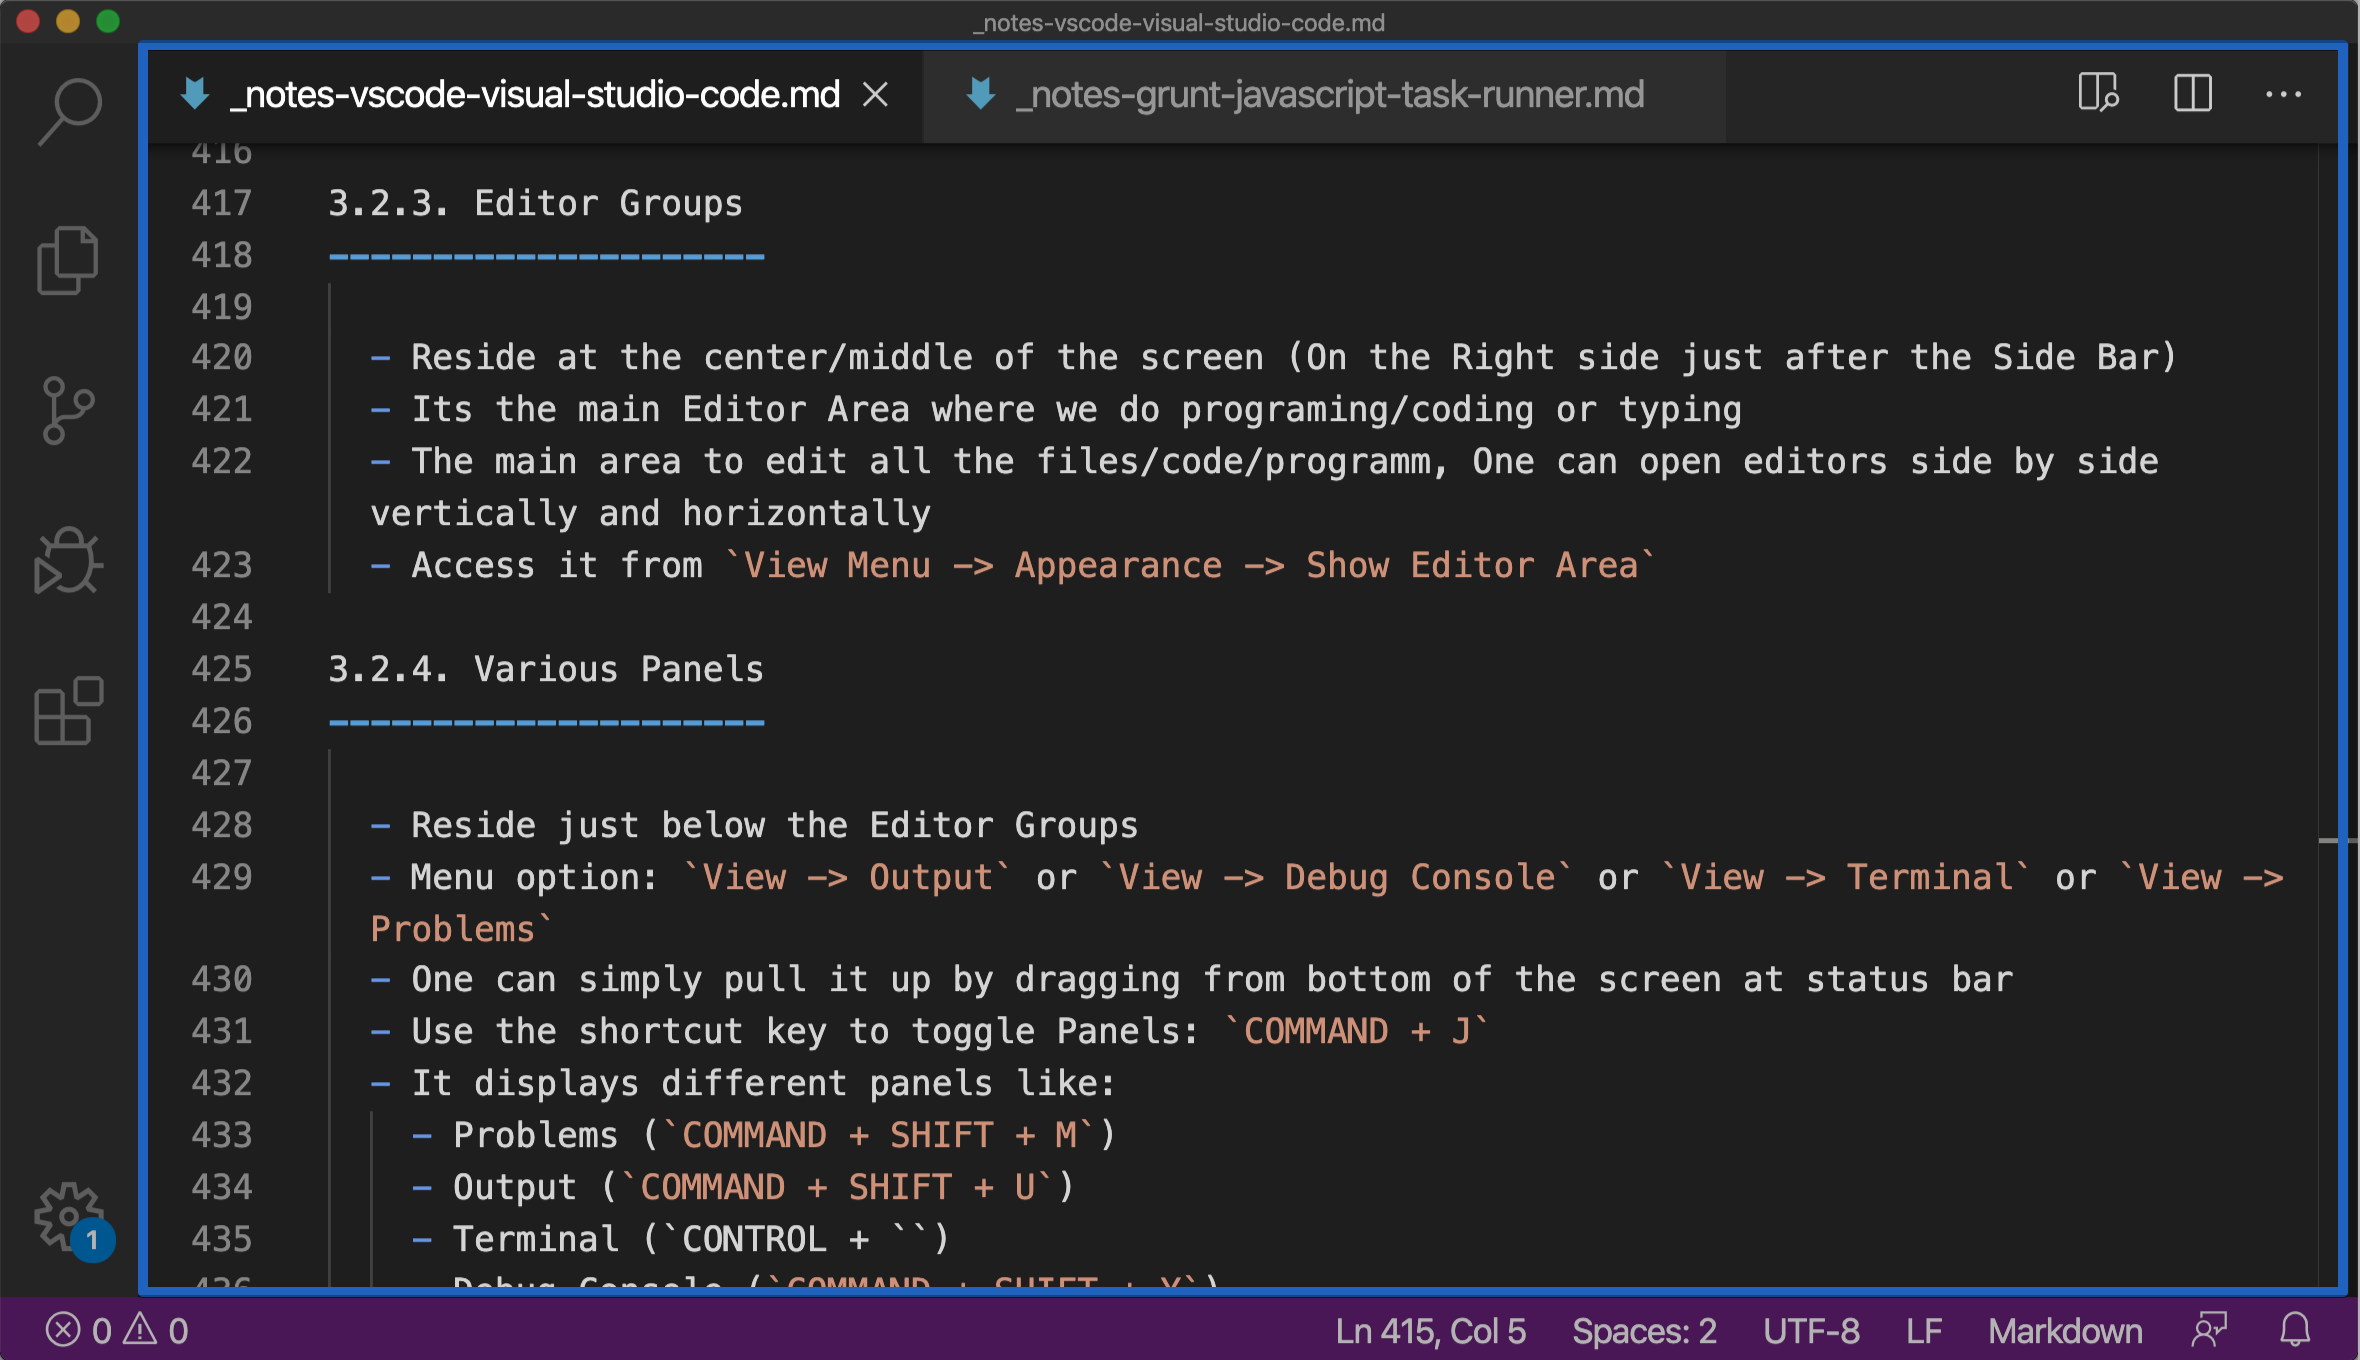 _notes-vscode-visual-studio-code.md
_notes-vscode-visual-studio-code.md
_notes-grunt-javascript-task-runner.md
416
417 3.2.3. Editor Groups
418 ---------------------
419
420 - Reside at the center/middle of the screen (On the Right side just after the Side Bar)
421 - Its the main Editor Area where we do programing/coding or typing
422 - The main area to edit all the files/code/programm, One can open editors side by side
vertically and horizontally
423 - Access it from `View Menu -> Appearance -> Show Editor Area`
424
425 3.2.4. Various Panels
426 ---------------------
427
428 - Reside just below the Editor Groups
429 - Menu option: `View -> Output` or `View -> Debug Console` or `View -> Terminal` or `View ->
Problems`
430 - One can simply pull it up by dragging from bottom of the screen at status bar
431 - Use the shortcut key to toggle Panels: `COMMAND + J`
432 - It displays different panels like:
433 - Problems (`COMMAND + SHIFT + M`)
434 - Output (`COMMAND + SHIFT + U`)
435 - Terminal (`CONTROL + ``)
436 - Debug Console (`COMMAND + SHIFT + Y`)
1
0 0
Ln 415, Col 5 Spaces: 2 UTF-8 LF Markdown